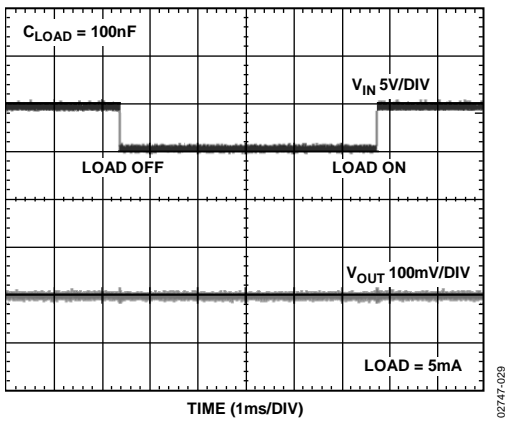 C_LOAD = 100nF
V_IN 5V/DIV
LOAD OFF
LOAD ON
V_OUT 100mV/DIV
LOAD = 5mA
TIME (1ms/DIV)
02747-029